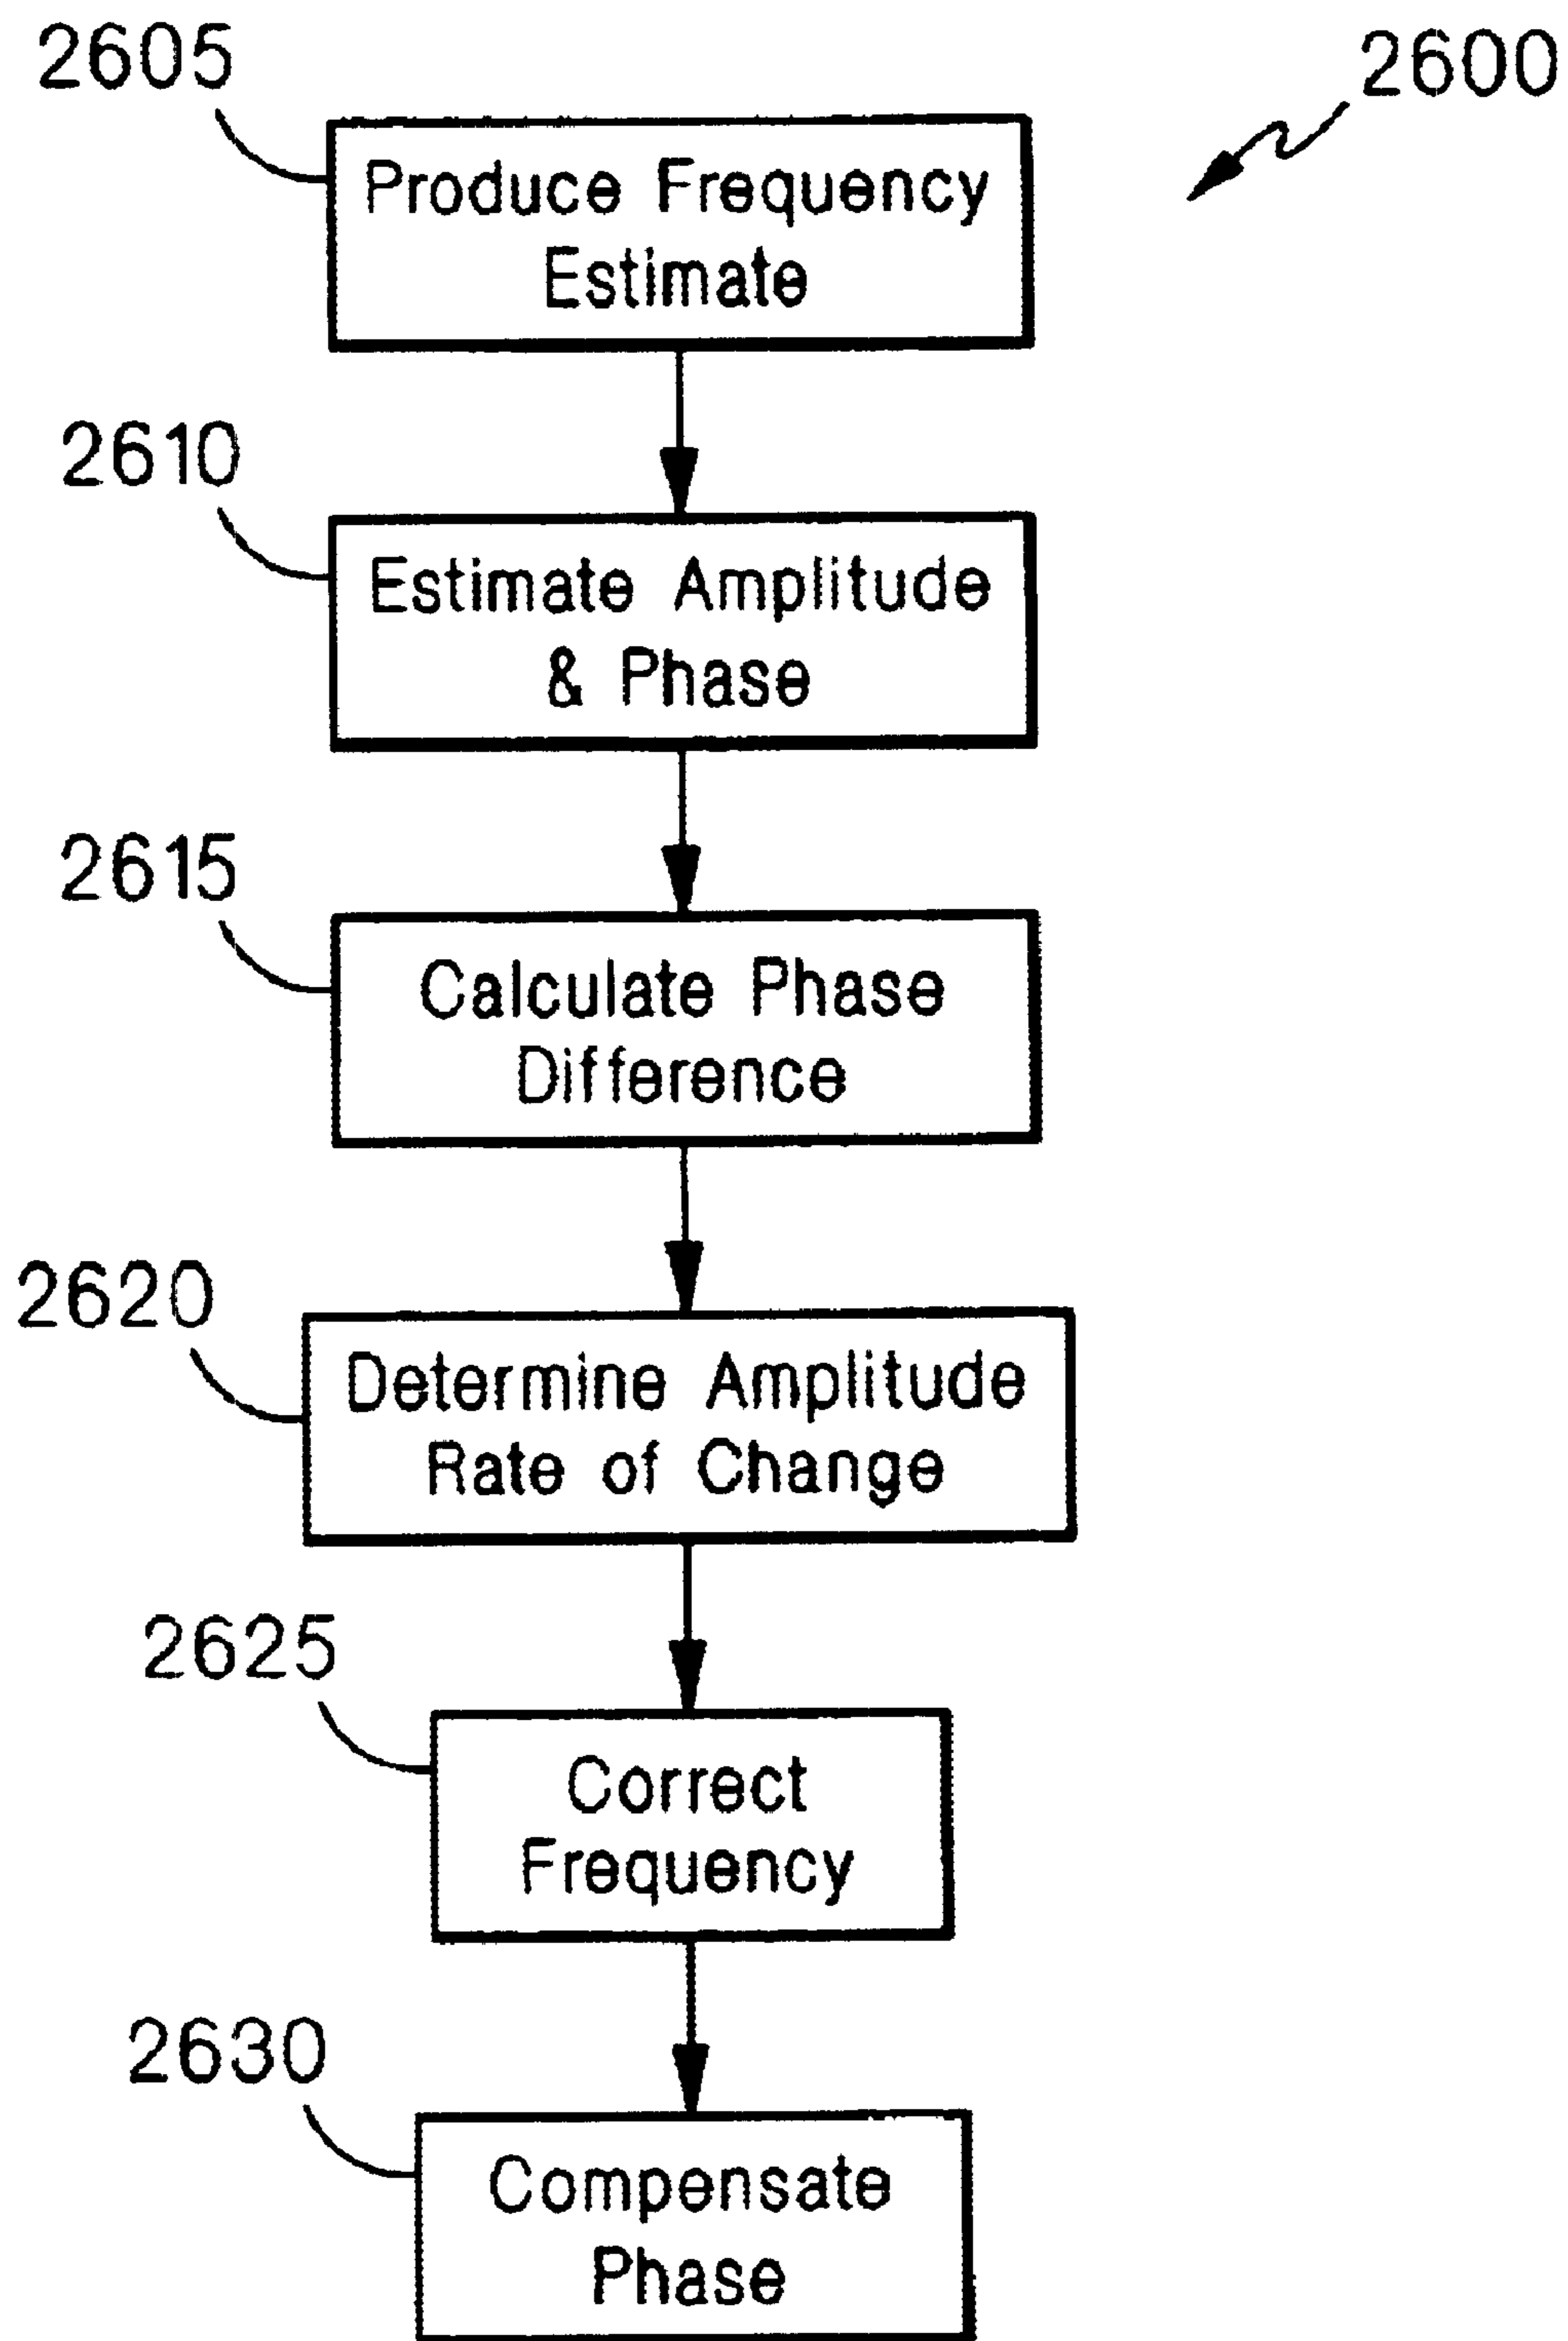 2605
2600
Produce Frequency
Estimate
2610
Estimate Amplitude
& Phase
2615
Calculate Phase
Difference
2620
Determine Amplitude
Rate of Change
2625
Correct
Frequency
2630
Compensate
Phase